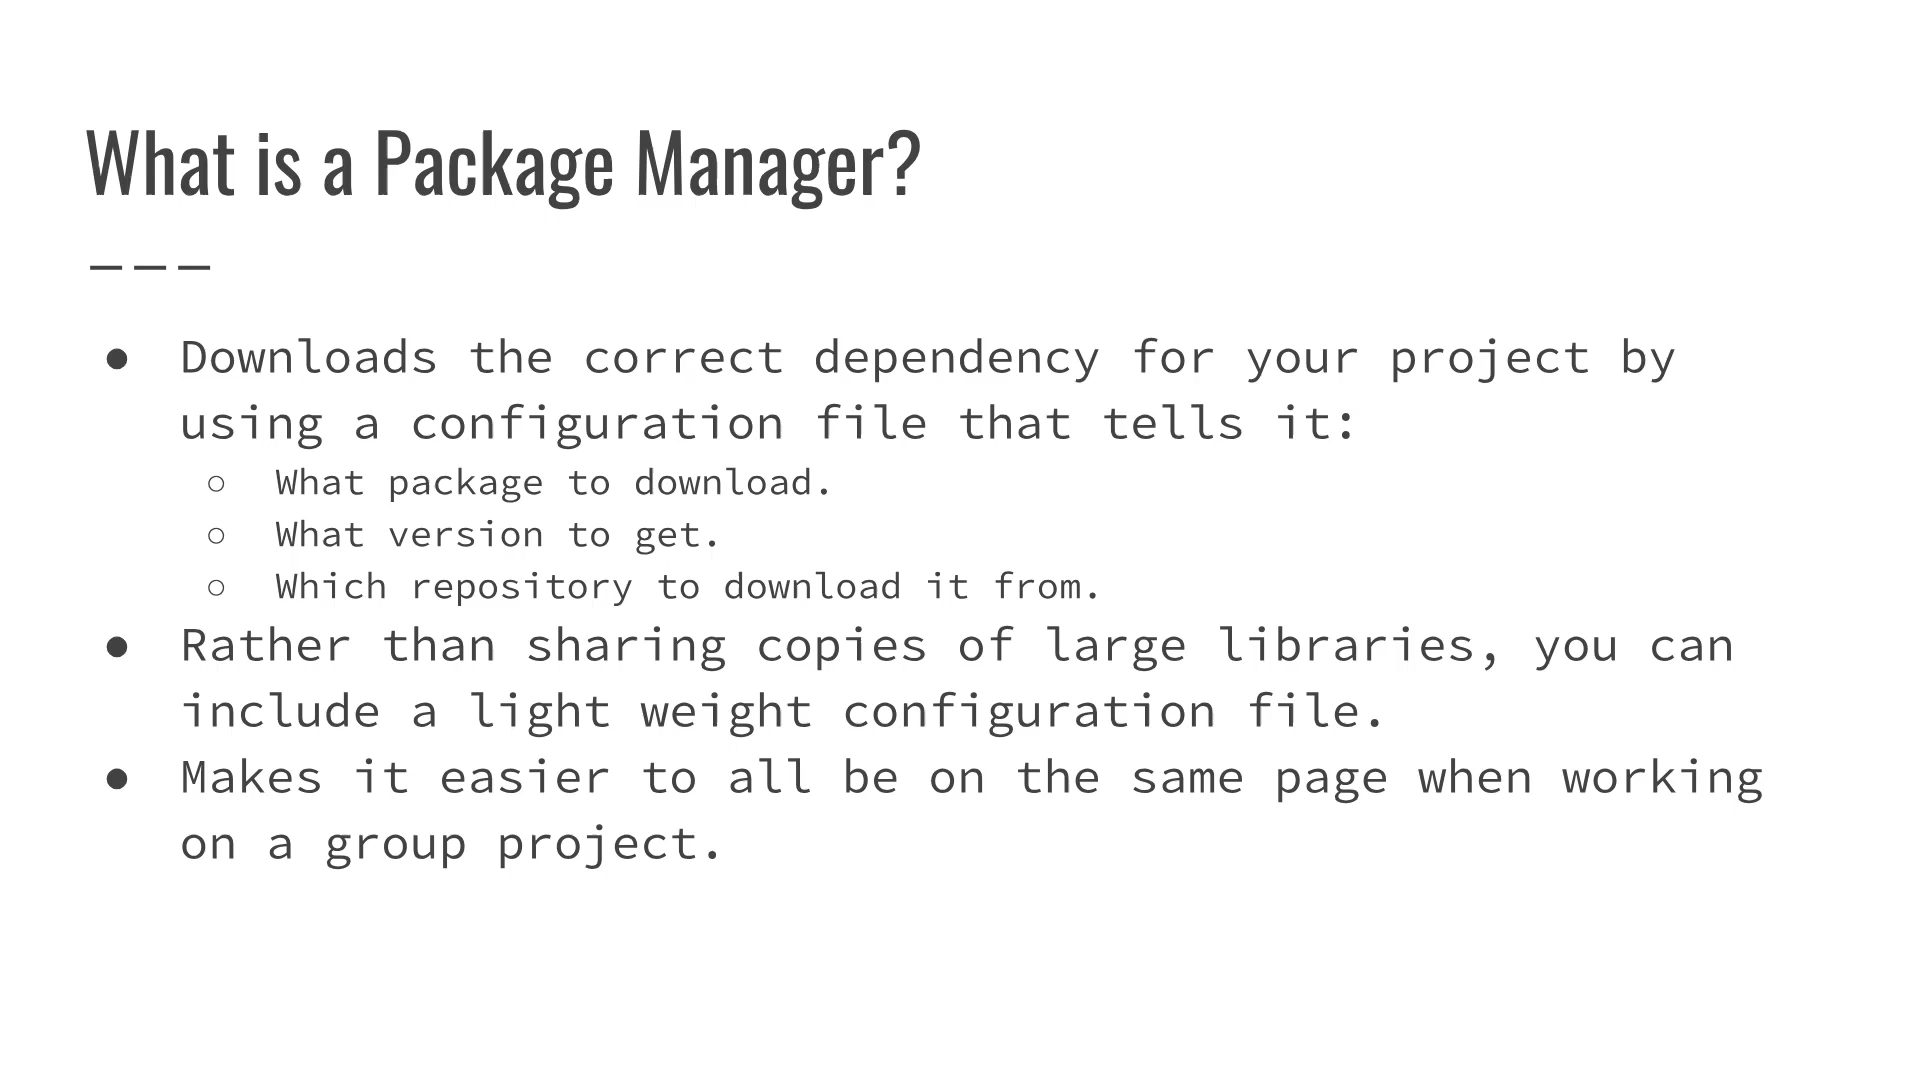 What is a Package Manager?
● Downloads the correct dependency for your project by
using a configuration file that tells it:
○ What package to download.
○ What version to get.
○ Which repository to download it from.
● Rather than sharing copies of large libraries, you can
include a light weight configuration file.
● Makes it easier to all be on the same page when working
on a group project.